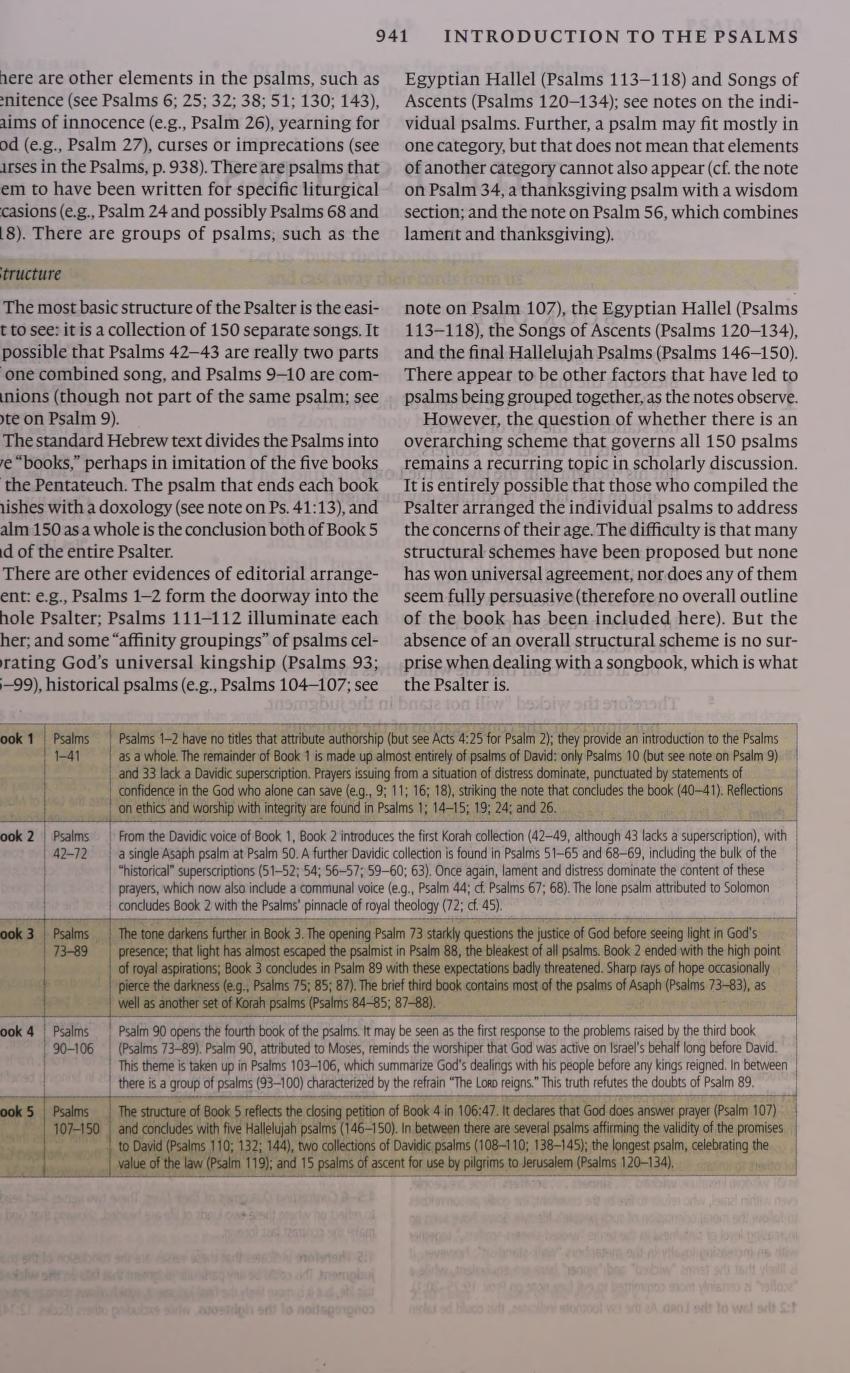 941 INTRODUCTION TO THE PSALMS
here are other elements in the psalms, such as
enitence (see Psalms 6; 25; 32; 38; 51; 130; 143),
aims of innocence (e.g., Psalm 26), yearning for
od (e.g., Psalm 27), curses or imprecations (see
urses in the Psalms, p. 938). There are psalms that
em to have been written for specific liturgical
casions (e.g., Psalm 24 and possibly Psalms 68 and
18). There are groups of psalms, such as the
Egyptian Hallel (Psalms 113–118) and Songs of
Ascents (Psalms 120–134); see notes on the indi-
vidual psalms. Further, a psalm may fit mostly in
one category, but that does not mean that elements
of another category cannot also appear (cf. the note
on Psalm 34, a thanksgiving psalm with a wisdom
section; and the note on Psalm 56, which combines
lament and thanksgiving).
tructure
The most basic structure of the Psalter is the easi-
t to see: it is a collection of 150 separate songs. It
possible that Psalms 42–43 are really two parts
one combined song, and Psalms 9–10 are com-
nions (though not part of the same psalm; see
ote on Psalm 9).
The standard Hebrew text divides the Psalms into
ve “books,” perhaps in imitation of the five books
the Pentateuch. The psalm that ends each book
nishes with a doxology (see note on Ps. 41:13), and
alm 150 as a whole is the conclusion both of Book 5
d of the entire Psalter.
There are other evidences of editorial arrange-
ent: e.g., Psalms 1–2 form the doorway into the
hole Psalter; Psalms 111–112 illuminate each
her; and some “affinity groupings” of psalms cel-
rating God’s universal kingship (Psalms 93;
–99), historical psalms (e.g., Psalms 104–107; see
note on Psalm 107), the Egyptian Hallel (Psalms
113–118), the Songs of Ascents (Psalms 120–134),
and the final Hallelujah Psalms (Psalms 146–150).
There appear to be other factors that have led to
psalms being grouped together, as the notes observe.
However, the question of whether there is an
overarching scheme that governs all 150 psalms
remains a recurring topic in scholarly discussion.
It is entirely possible that those who compiled the
Psalter arranged the individual psalms to address
the concerns of their age. The difficulty is that many
structural schemes have been proposed but none
has won universal agreement, nor does any of them
seem fully persuasive (therefore no overall outline
of the book has been included here). But the
absence of an overall structural scheme is no sur-
prise when dealing with a songbook, which is what
the Psalter is.
ook 1 Psalms 1–41
Psalms 1–2 have no titles that attribute authorship (but see Acts 4:25 for Psalm 2); they provide an introduction to the Psalms
as a whole. The remainder of Book 1 is made up almost entirely of psalms of David: only Psalms 10 (but see note on Psalm 9)
and 33 lack a Davidic superscription. Prayers issuing from a situation of distress dominate, punctuated by statements of
confidence in the God who alone can save (e.g., 9; 11; 16; 18), striking the note that concludes the book (40–41). Reflections
on ethics and worship with integrity are found in Psalms 1; 14–15; 19; 24; and 26.
ook 2 Psalms 42–72
From the Davidic voice of Book 1, Book 2 introduces the first Korah collection (42–49, although 43 lacks a superscription), with
a single Asaph psalm at Psalm 50. A further Davidic collection is found in Psalms 51–65 and 68–69, including the bulk of the
“historical” superscriptions (51–52; 54; 56–57; 59–60; 63). Once again, lament and distress dominate the content of these
prayers, which now also include a communal voice (e.g., Psalm 44; cf. Psalms 67; 68). The lone psalm attributed to Solomon
concludes Book 2 with the Psalms’ pinnacle of royal theology (72; cf. 45).
ook 3 Psalms 73–89
The tone darkens further in Book 3. The opening Psalm 73 starkly questions the justice of God before seeing light in God’s
presence; that light has almost escaped the psalmist in Psalm 88, the bleakest of all psalms. Book 2 ended with the high point
of royal aspirations; Book 3 concludes in Psalm 89 with these expectations badly threatened. Sharp rays of hope occasionally
pierce the darkness (e.g., Psalms 75; 85; 87). The brief third book contains most of the psalms of Asaph (Psalms 73–83), as
well as another set of Korah psalms (Psalms 84–85; 87–88).
ook 4 Psalms 90–106
Psalm 90 opens the fourth book of the psalms. It may be seen as the first response to the problems raised by the third book
(Psalms 73–89). Psalm 90, attributed to Moses, reminds the worshiper that God was active on Israel’s behalf long before David.
This theme is taken up in Psalms 103–106, which summarize God’s dealings with his people before any kings reigned. In between
there is a group of psalms (93–100) characterized by the refrain “The LORD reigns.” This truth refutes the doubts of Psalm 89.
ook 5 Psalms 107–150
The structure of Book 5 reflects the closing petition of Book 4 in 106:47. It declares that God does answer prayer (Psalm 107)
and concludes with five Hallelujah psalms (146–150). In between there are several psalms affirming the validity of the promises
to David (Psalms 110; 132; 144), two collections of Davidic psalms (108–110; 138–145); the longest psalm, celebrating the
value of the law (Psalm 119); and 15 psalms of ascent for use by pilgrims to Jerusalem (Psalms 120–134).